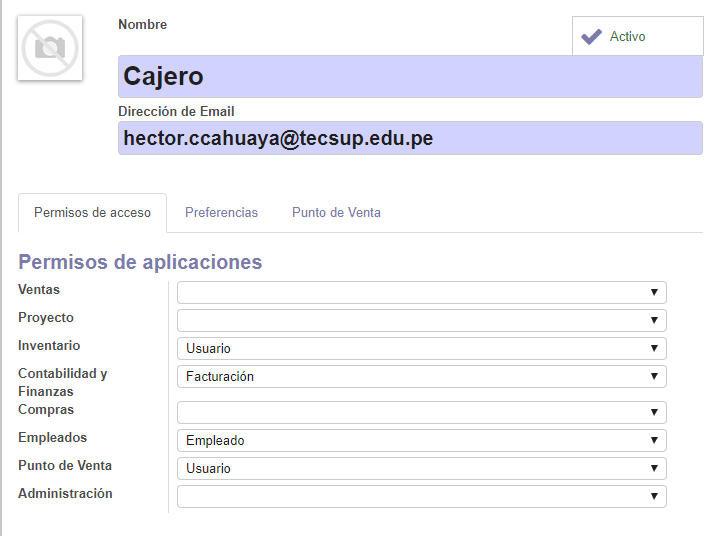 Nombre
Activo
Cajero
Dirección de Email
hector.ccahuaya@tecsup.edu.pe
Permisos de acceso
Preferencias
Punto de Venta
Permisos de aplicaciones
Ventas
Proyecto
Inventario
Usuario
Contabilidad y
Finanzas
Facturación
Compras
Empleados
Empleado
Punto de Venta
Usuario
Administración